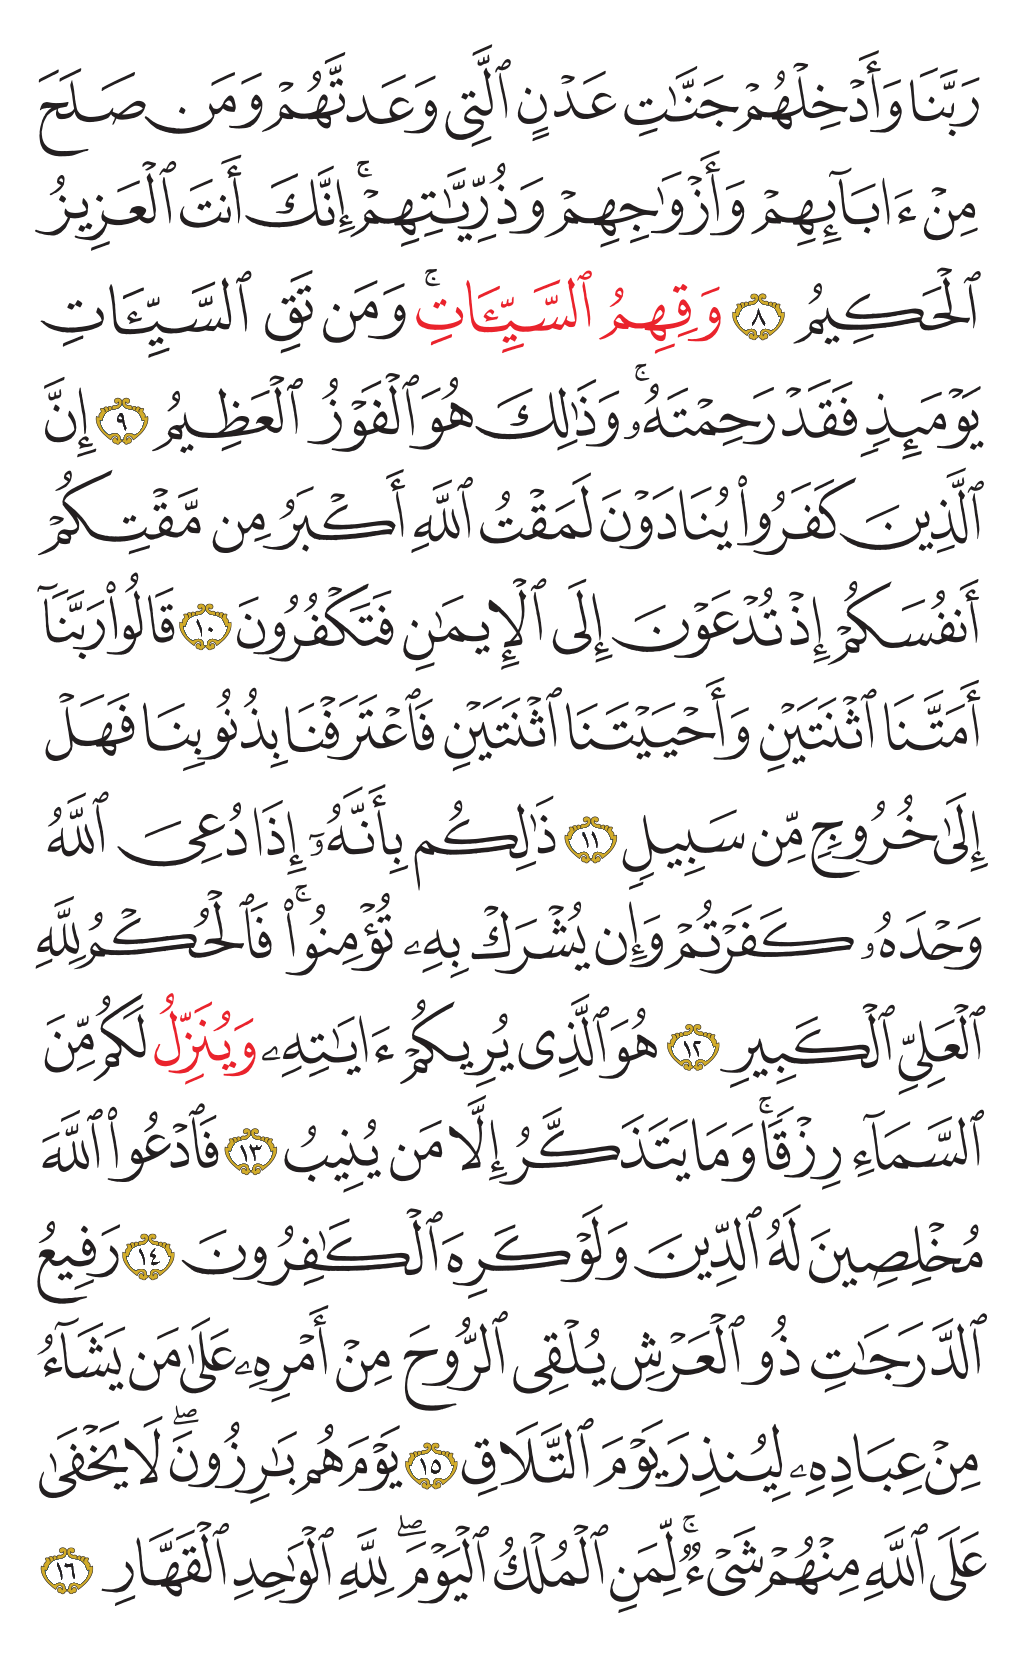 رَبَّنَا وَأَدۡخِلۡهُمۡ جَنَّٰتِ عَدۡنٍ ٱلَّتِي وَعَدتَّهُمۡ وَمَن صَلَحَ
مِنۡ ءَابَآئِهِمۡ وَأَزۡوَٰجِهِمۡ وَذُرِّيَّٰتِهِمۡۚ إِنَّكَ أَنتَ ٱلۡعَزِيزُ
ٱلۡحَكِيمُ ٨ وَقِهِمُ ٱلسَّيِّـَٔاتِۚ وَمَن تَقِ ٱلسَّيِّـَٔاتِ
يَوۡمَئِذٖ فَقَدۡ رَحِمۡتَهُۥۚ وَذَٰلِكَ هُوَ ٱلۡفَوۡزُ ٱلۡعَظِيمُ ٩ إِنَّ
ٱلَّذِينَ كَفَرُواْ يُنَادَوۡنَ لَمَقۡتُ ٱللَّهِ أَكۡبَرُ مِن مَّقۡتِكُمۡ
أَنفُسَكُمۡ إِذۡ تُدۡعَوۡنَ إِلَى ٱلۡإِيمَٰنِ فَتَكۡفُرُونَ ١٠ قَالُواْ رَبَّنَآ
أَمَتَّنَا ٱثۡنَتَيۡنِ وَأَحۡيَيۡتَنَا ٱثۡنَتَيۡنِ فَٱعۡتَرَفۡنَا بِذُنُوبِنَا فَهَلۡ
إِلَىٰ خُرُوجٖ مِّن سَبِيلٖ ١١ ذَٰلِكُم بِأَنَّهُۥٓ إِذَا دُعِيَ ٱللَّهُ
وَحۡدَهُۥ كَفَرۡتُمۡ وَإِن يُشۡرَكۡ بِهِۦ تُؤۡمِنُواْۚ فَٱلۡحُكۡمُ لِلَّهِ
ٱلۡعَلِيِّ ٱلۡكَبِيرِ ١٢ هُوَ ٱلَّذِي يُرِيكُمۡ ءَايَٰتِهِۦ وَيُنَزِّلُ لَكُم مِّنَ
ٱلسَّمَآءِ رِزۡقٗاۚ وَمَا يَتَذَكَّرُ إِلَّا مَن يُنِيبُ ١٣ فَٱدۡعُواْ ٱللَّهَ
مُخۡلِصِينَ لَهُ ٱلدِّينَ وَلَوۡ كَرِهَ ٱلۡكَٰفِرُونَ ١٤ رَفِيعُ
ٱلدَّرَجَٰتِ ذُو ٱلۡعَرۡشِ يُلۡقِي ٱلرُّوحَ مِنۡ أَمۡرِهِۦ عَلَىٰ مَن يَشَآءُ
مِنۡ عِبَادِهِۦ لِيُنذِرَ يَوۡمَ ٱلتَّلَاقِ ١٥ يَوۡمَ هُم بَٰرِزُونَۖ لَا يَخۡفَىٰ
عَلَى ٱللَّهِ مِنۡهُمۡ شَيۡءٞۚ لِّمَنِ ٱلۡمُلۡكُ ٱلۡيَوۡمَۖ لِلَّهِ ٱلۡوَٰحِدِ ٱلۡقَهَّارِ ١٦